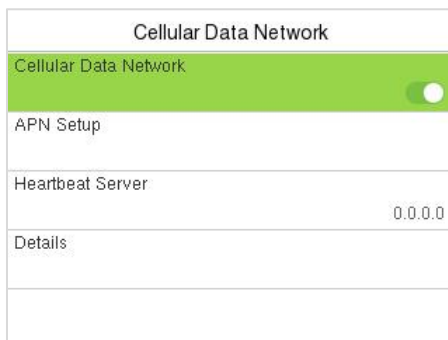 Cellular Data Network
Cellular Data Network
APN Setup
Heartbeat Server
0.0.0.0
Details